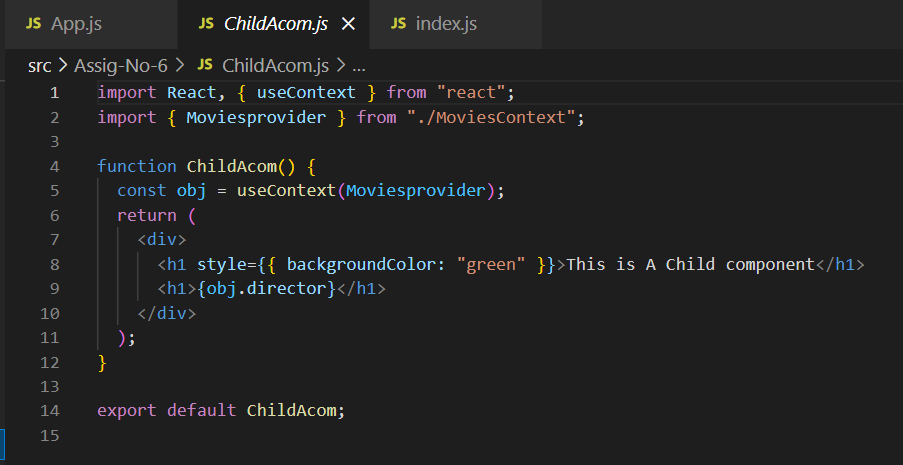 JS App.js JS ChildAcom.js × JS index.js
src > Assig-No-6 > JS ChildAcom.js > ...
1 import React, { useContext } from "react";
2 import { Moviesprovider } from "./MoviesContext";
3
4 function ChildAcom() {
5   const obj = useContext(Moviesprovider);
6   return (
7     <div>
8       <h1 style={{ backgroundColor: "green" }}>This is A Child component</h1>
9       <h1>{obj.director}</h1>
10     </div>
11   );
12 }
13
14 export default ChildAcom;
15